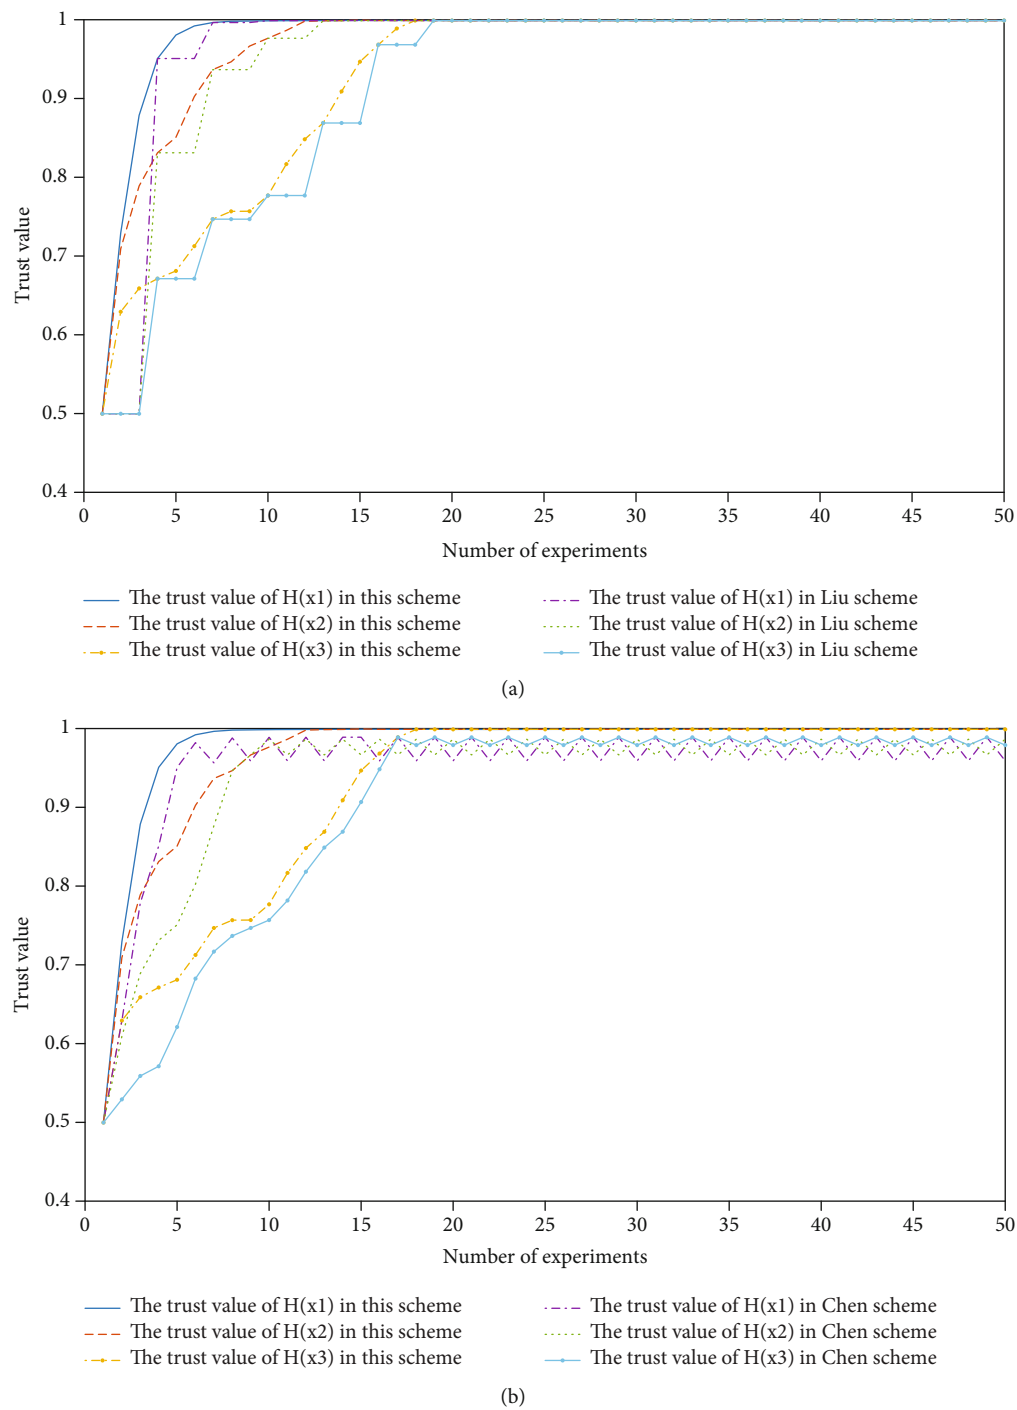 1
0.9
0.8
0.7
0.6
0.5
0.4
Trust value
0 5 10 15 20 25 30 35 40 45 50
Number of experiments
The trust value of H(x1) in this scheme
The trust value of H(x2) in this scheme
The trust value of H(x3) in this scheme
The trust value of H(x1) in Liu scheme
The trust value of H(x2) in Liu scheme
The trust value of H(x3) in Liu scheme
(a)
1
0.9
0.8
0.7
0.6
0.5
0.4
Trust value
0 5 10 15 20 25 30 35 40 45 50
Number of experiments
The trust value of H(x1) in this scheme
The trust value of H(x2) in this scheme
The trust value of H(x3) in this scheme
The trust value of H(x1) in Chen scheme
The trust value of H(x2) in Chen scheme
The trust value of H(x3) in Chen scheme
(b)